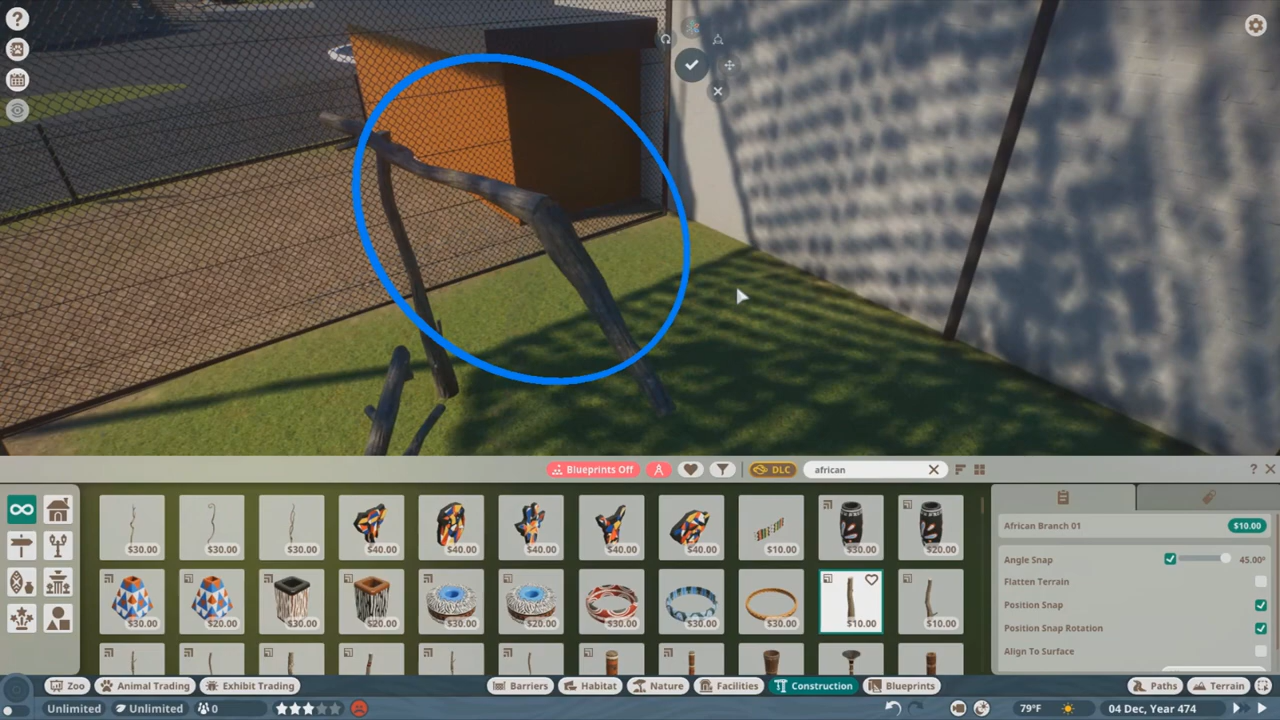 ?
Blueprints Off
DLC
african
?
$30.00 $30.00 $30.00 $40.00 $40.00 $40.00 $40.00 $40.00 $10.00 $30.00 $20.00
$30.00 $20.00 $30.00 $20.00 $30.00 $20.00 $30.00 $30.00 $30.00 $10.00 $10.00
African Branch 01 $10.00
Angle Snap 45.00°
Flatten Terrain
Position Snap
Position Snap Rotation
Align To Surface
Zoo Animal Trading Exhibit Trading Barriers Habitat Nature Facilities Construction Blueprints Paths Terrain
Unlimited Unlimited 0 79°F 04 Dec, Year 474